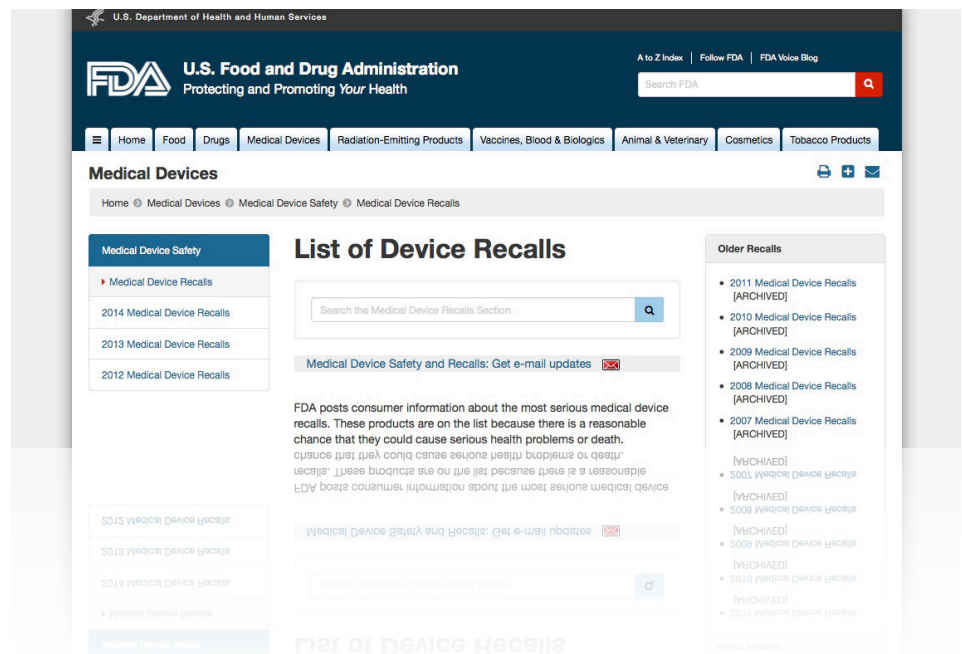 U.S. Department of Health and Human Services
FDA
U.S. Food and Drug Administration
Protecting and Promoting Your Health
A to Z Index
Follow FDA
FDA Voice Blog
Search FDA
Home
Food
Drugs
Medical Devices
Radiation-Emitting Products
Vaccines, Blood & Biologics
Animal & Veterinary
Cosmetics
Tobacco Products
Medical Devices
Home Medical Devices Medical Device Safety Medical Device Recalls
Medical Device Safety
Medical Device Recalls
2014 Medical Device Recalls
2013 Medical Device Recalls
2012 Medical Device Recalls
List of Device Recalls
Search the Medical Device Recalls Section
Medical Device Safety and Recalls: Get e-mail updates
FDA posts consumer information about the most serious medical device
recalls. These products are on the list because there is a reasonable
chance that they could cause serious health problems or death.
Older Recalls
2011 Medical Device Recalls
[ARCHIVED]
2010 Medical Device Recalls
[ARCHIVED]
2009 Medical Device Recalls
[ARCHIVED]
2008 Medical Device Recalls
[ARCHIVED]
2007 Medical Device Recalls
[ARCHIVED]